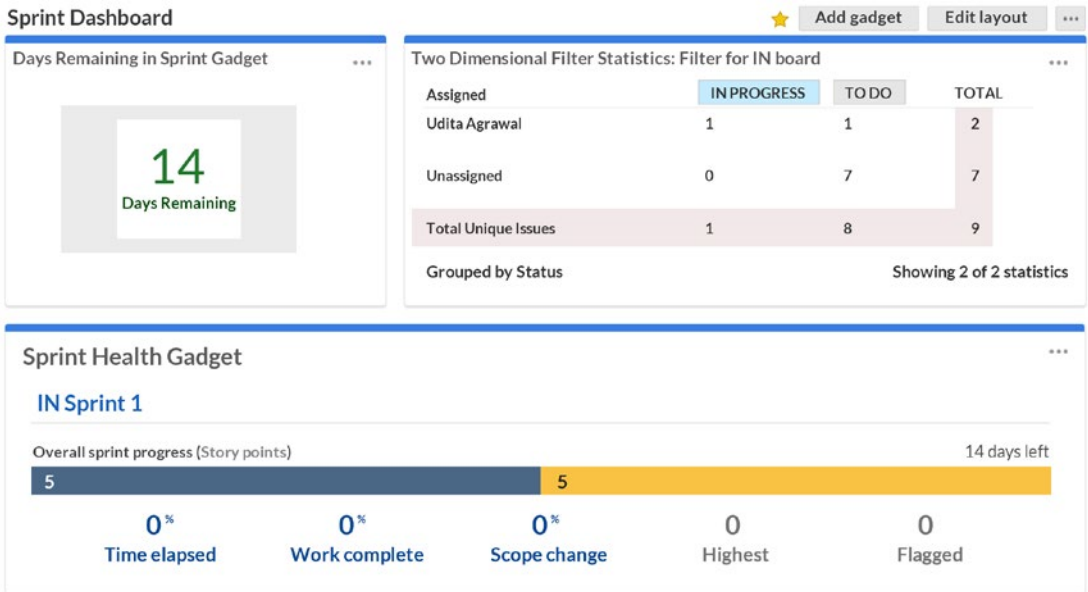 Sprint Dashboard
Add gadget
Edit layout
Days Remaining in Sprint Gadget
14
Days Remaining
Two Dimensional Filter Statistics: Filter for IN board
Assigned IN PROGRESS TO DO TOTAL
Udita Agrawal 1 1 2
Unassigned 0 7 7
Total Unique Issues 1 8 9
Grouped by Status Showing 2 of 2 statistics
Sprint Health Gadget
IN Sprint 1
Overall sprint progress (Story points) 14 days left
5 5
0% 0% 0% 0 0
Time elapsed Work complete Scope change Highest Flagged